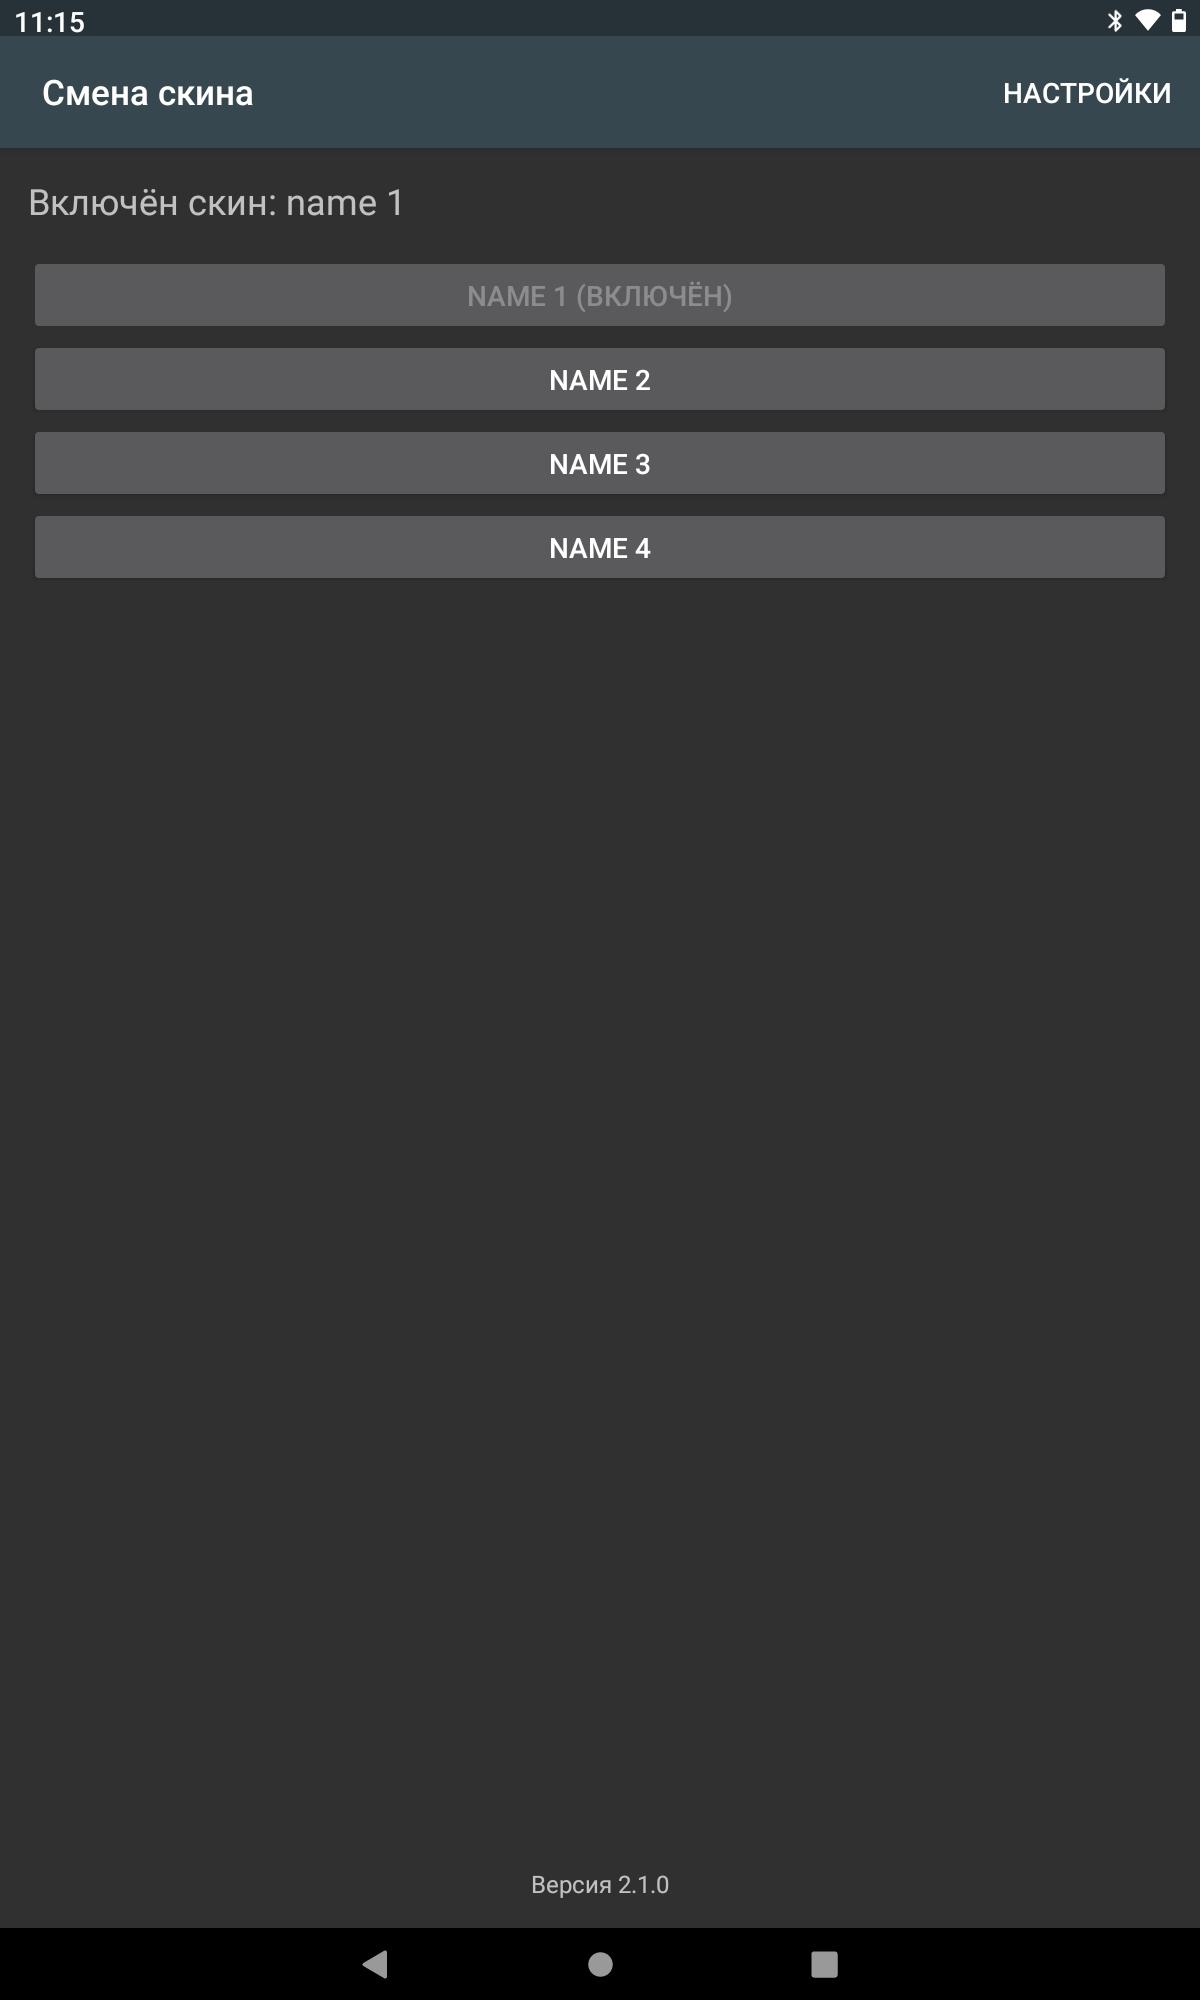 11:15
Смена скина
НАСТРОЙКИ
Включён скин: name 1
NAME 1 (ВКЛЮЧЁН)
NAME 2
NAME 3
NAME 4
Версия 2.1.0